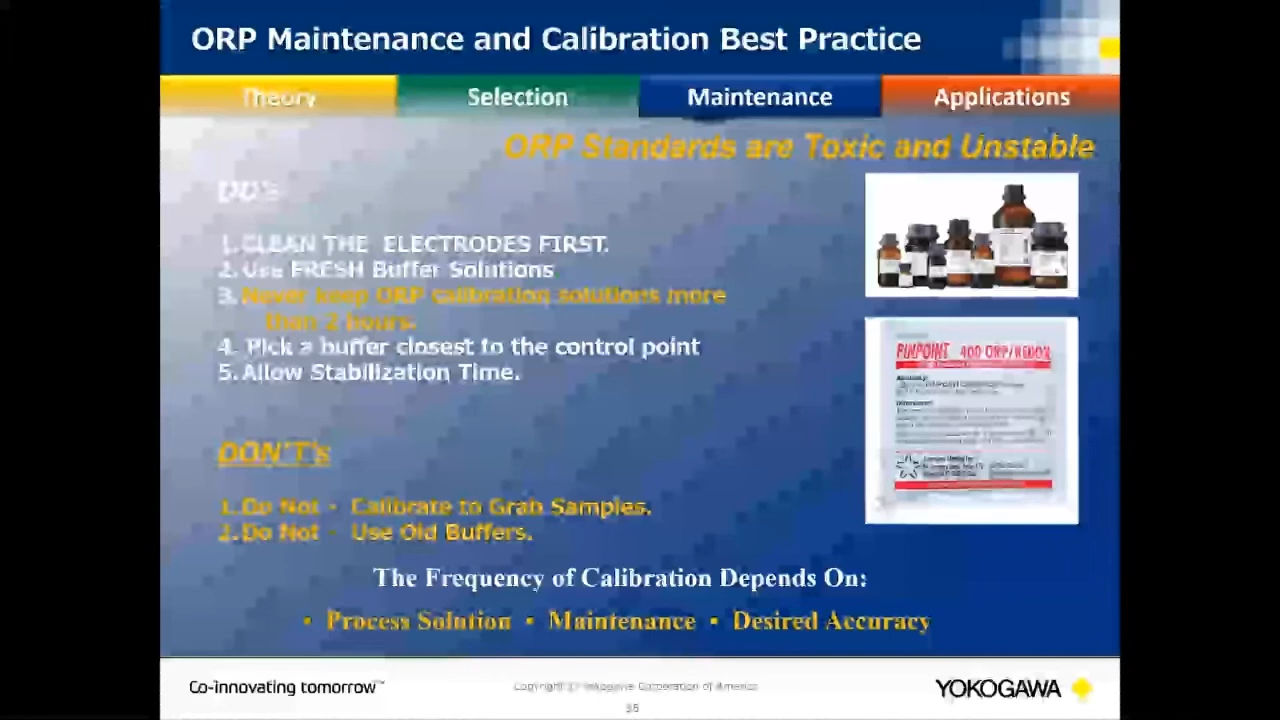 ORP Maintenance and Calibration Best Practice
Theory Selection Maintenance Applications
ORP Standards are Toxic and Unstable
DO's
1. CLEAN THE ELECTRODES FIRST.
2. Use FRESH Buffer Solutions
3. Never keep ORP calibration solutions more
than 2 hours.
4. Pick a buffer closest to the control point
5. Allow Stabilization Time.
PINPOINT 400 ORP/REDOX
DON'T's
1. Do Not - Calibrate to Grab Samples.
2. Do Not - Use Old Buffers.
The Frequency of Calibration Depends On:
• Process Solution • Maintenance • Desired Accuracy
Co-innovating tomorrow™
Yokogawa Corporation of America
YOKOGAWA